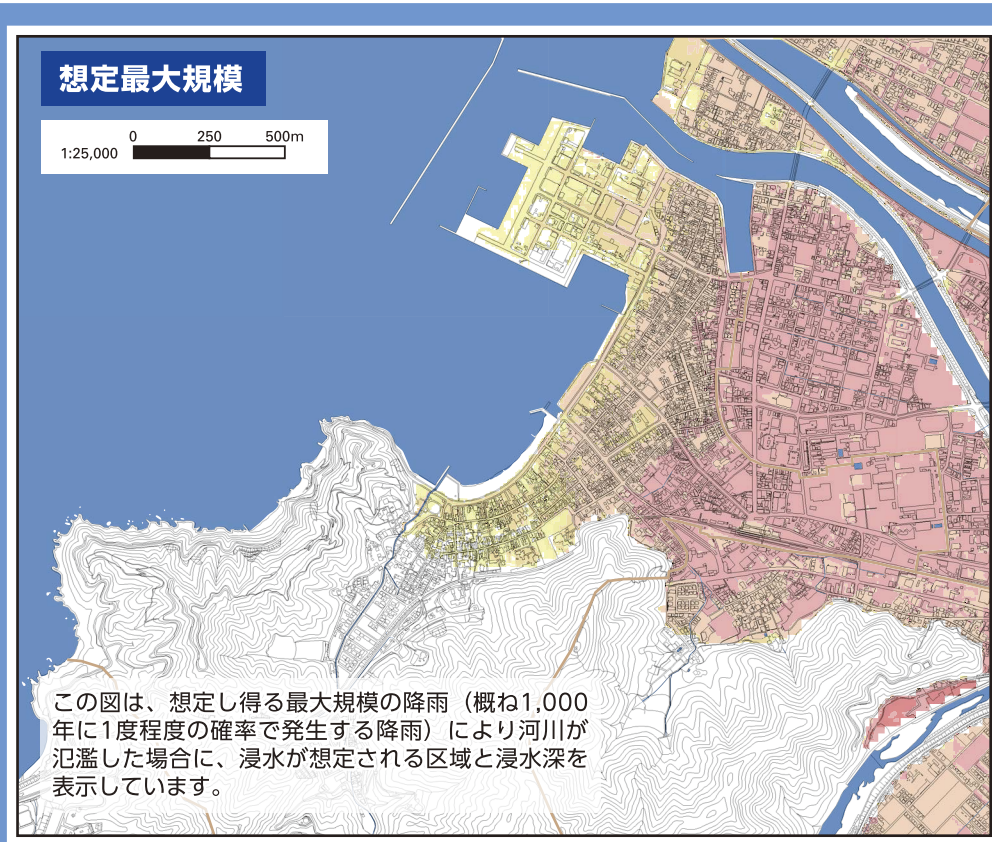 想定最大規模
0 250 500m
1:25,000
この図は、想定し得る最大規模の降雨（概ね1,000
年に1度程度の確率で発生する降雨）により河川が
氾濫した場合に、浸水が想定される区域と浸水深を
表示しています。